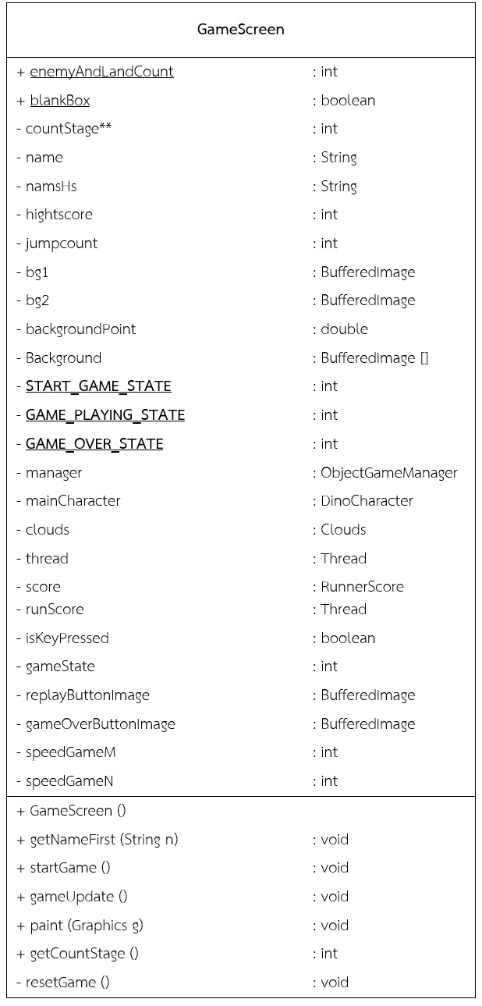 GameScreen
+ enemyAndLandCount : int
+ blankBox : boolean
- countStage** : int
- name : String
- namsHs : String
- hightscore : int
- jumpcount : int
- bg1 : BufferedImage
- bg2 : BufferedImage
- backgroundPoint : double
- Background : BufferedImage []
- START_GAME_STATE : int
- GAME_PLAYING_STATE : int
- GAME_OVER_STATE : int
- manager : ObjectGameManager
- mainCharacter : DinoCharacter
- clouds : Clouds
- thread : Thread
- score : RunnerScore
- runScore : Thread
- isKeyPressed : boolean
- gameState : int
- replayButtonImage : BufferedImage
- gameOverButtonImage : BufferedImage
- speedGameM : int
- speedGameN : int
+ GameScreen ()
+ getNameFirst (String n) : void
+ startGame () : void
+ gameUpdate () : void
+ paint (Graphics g) : void
+ getCountStage () : int
- resetGame () : void